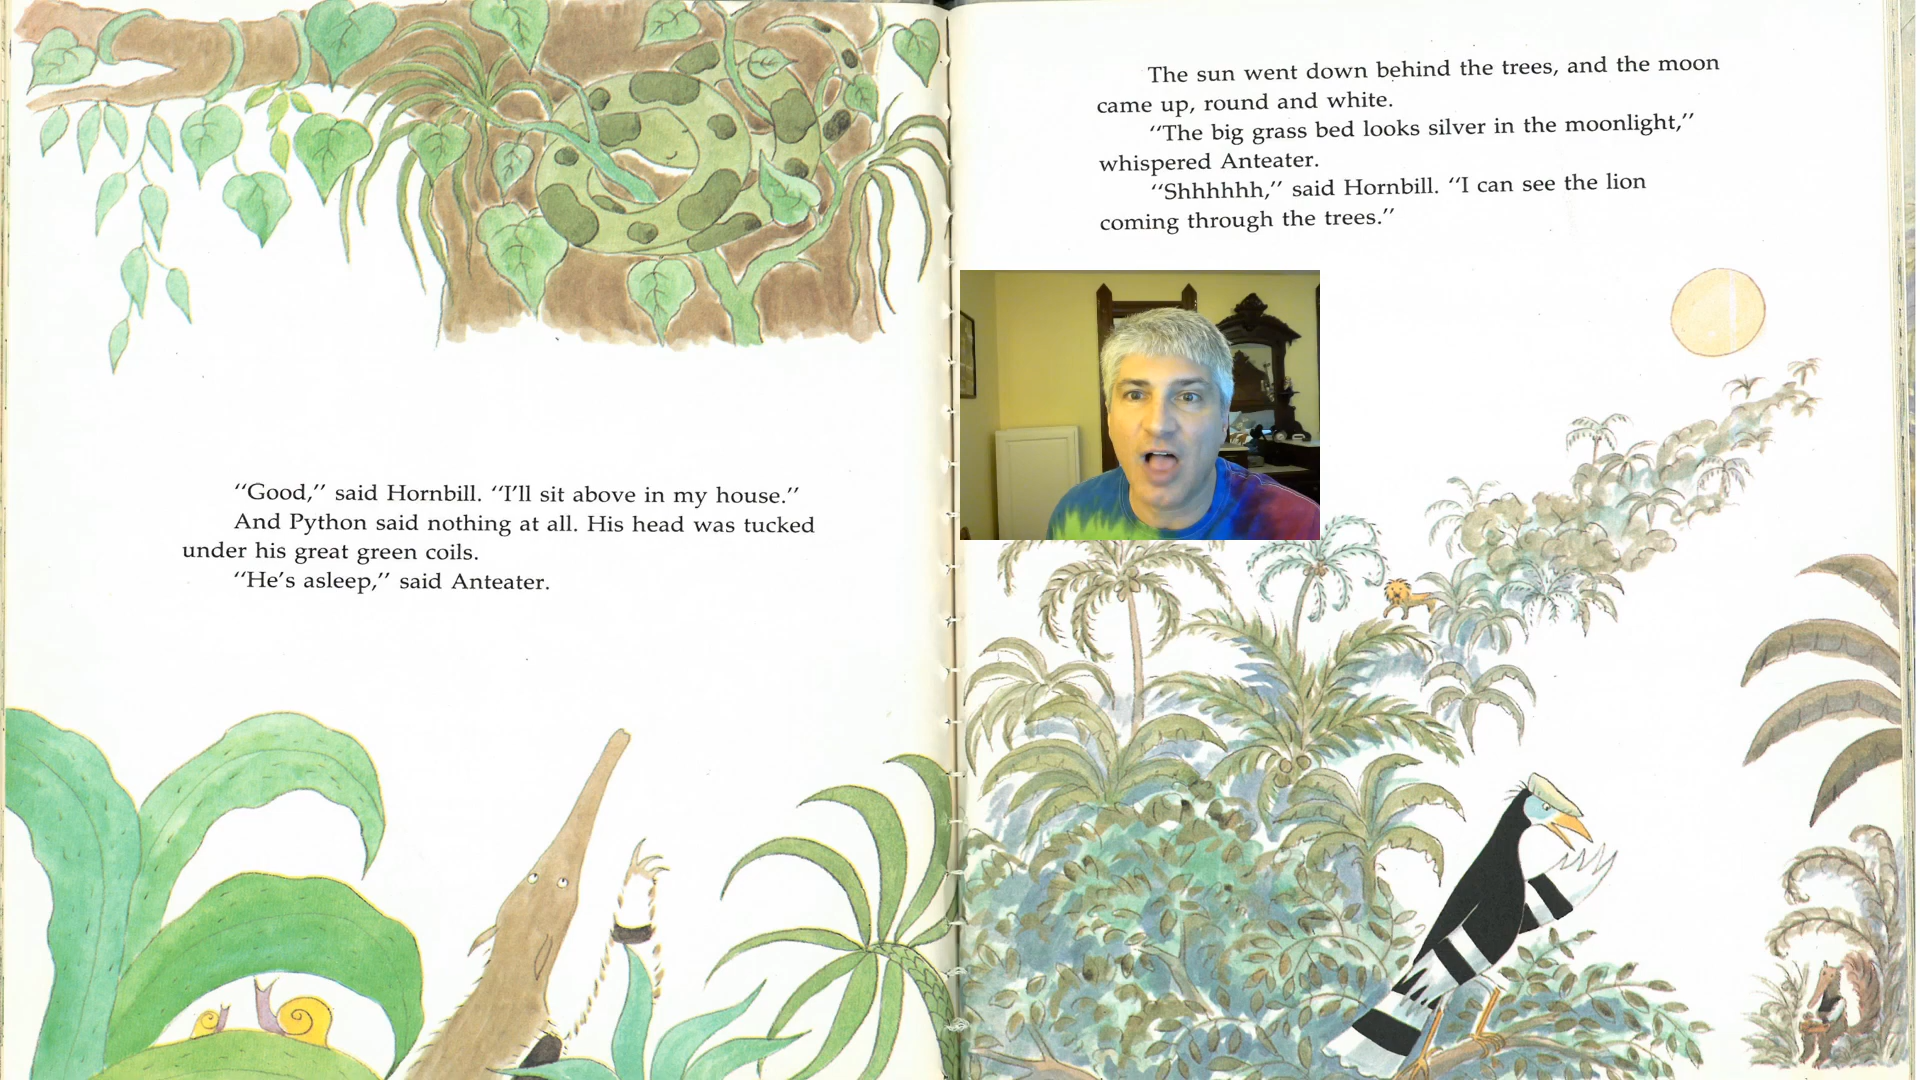 "Good," said Hornbill. "I'll sit above in my house."
And Python said nothing at all. His head was tucked
under his great green coils.
"He's asleep," said Anteater.
The sun went down behind the trees, and the moon
came up, round and white.
"The big grass bed looks silver in the moonlight,"
whispered Anteater.
"Shhhhhh," said Hornbill. "I can see the lion
coming through the trees."